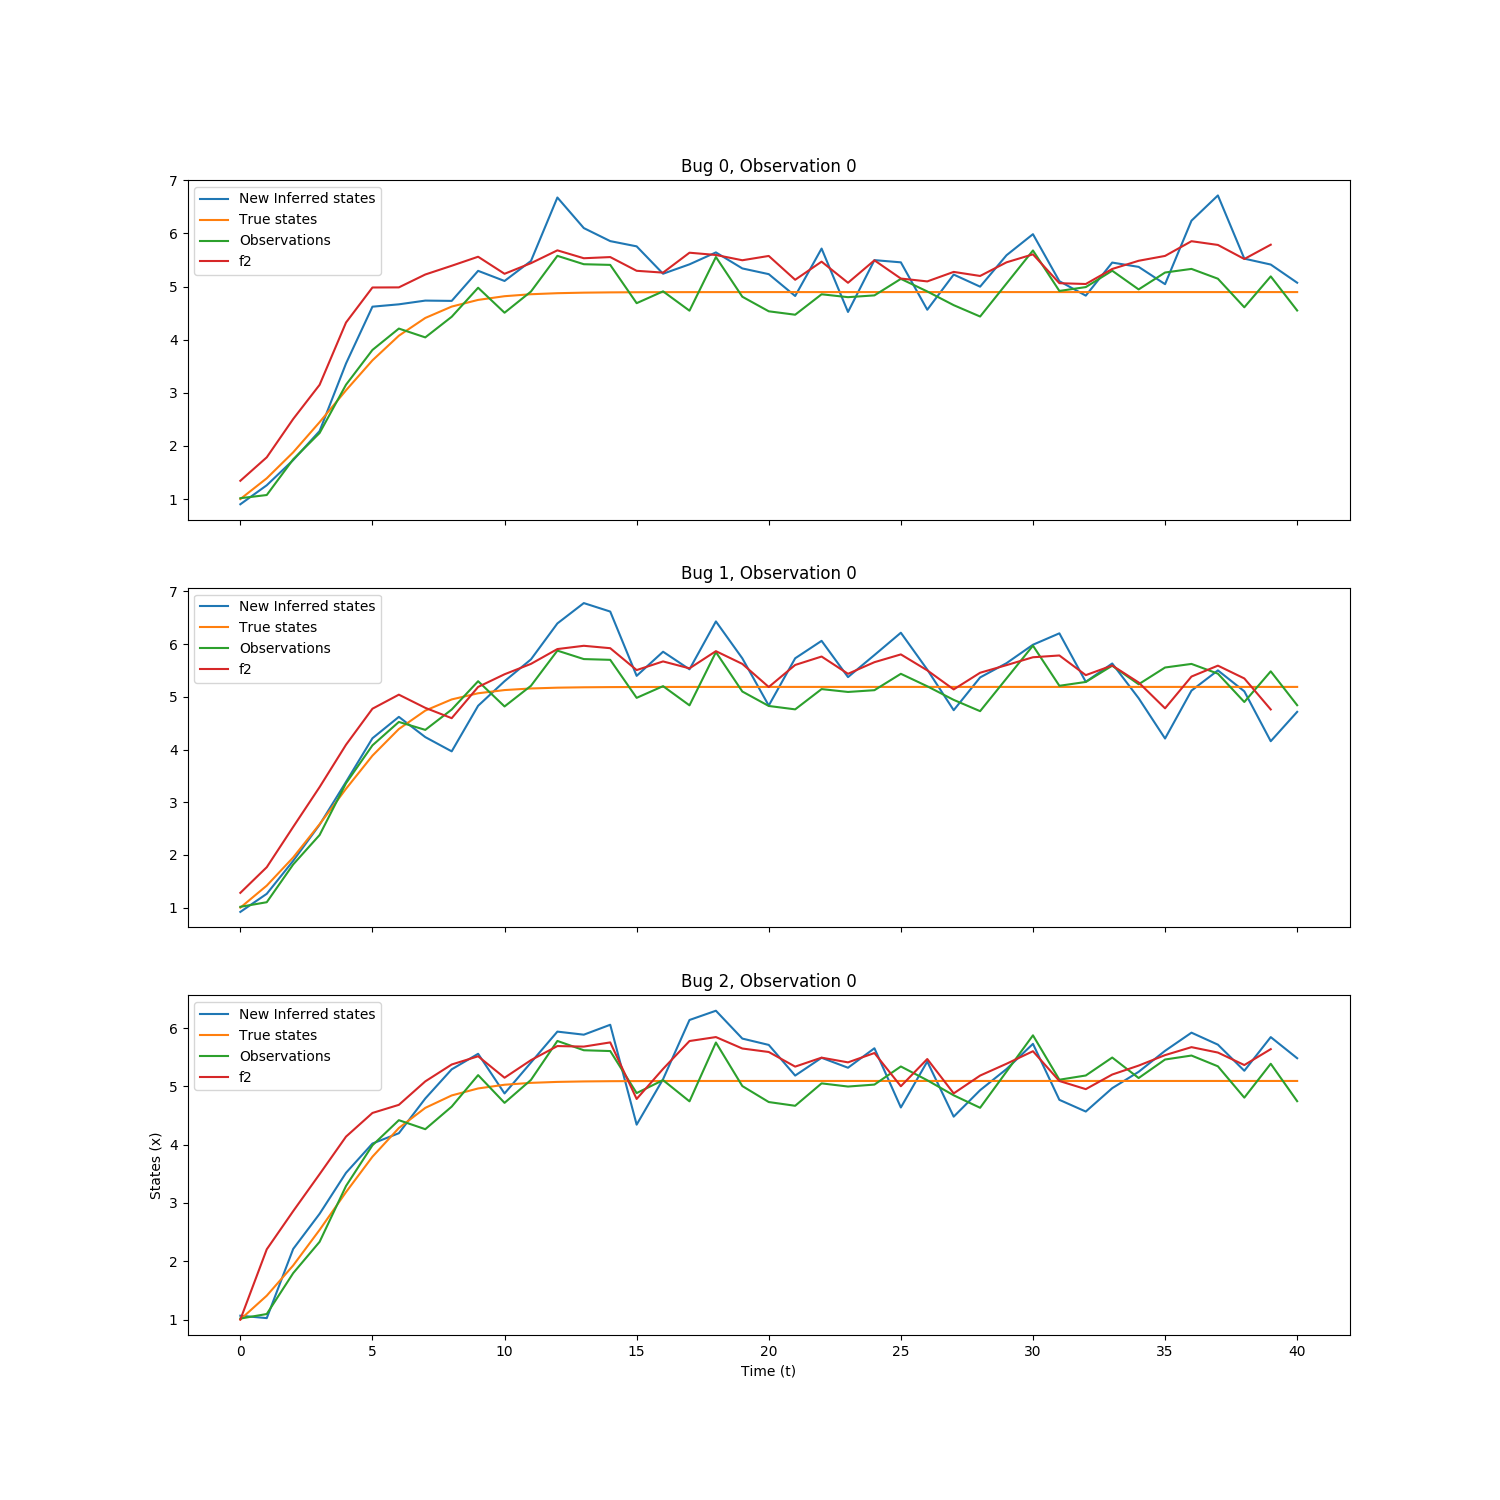 Bug 0, Observation 0
7
6
5
4
3
2
1
New Inferred states
True states
Observations
f2
Bug 1, Observation 0
7
6
5
4
3
2
1
New Inferred states
True states
Observations
f2
Bug 2, Observation 0
6
5
4
3
2
1
States (x)
New Inferred states
True states
Observations
f2
0 5 10 15 20 25 30 35 40
Time (t)